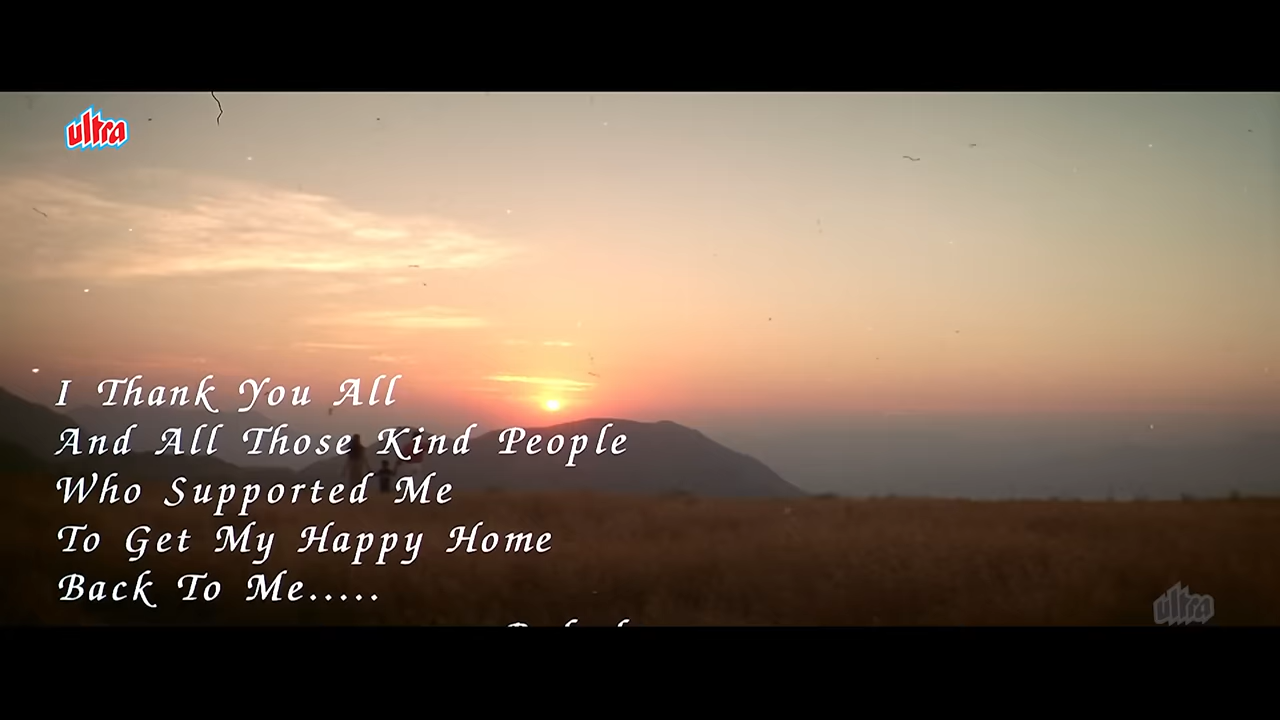 ultra
I Thank You All
And All Those Kind People
Who Supported Me
To Get My Happy Home
Back To Me.....
ultra